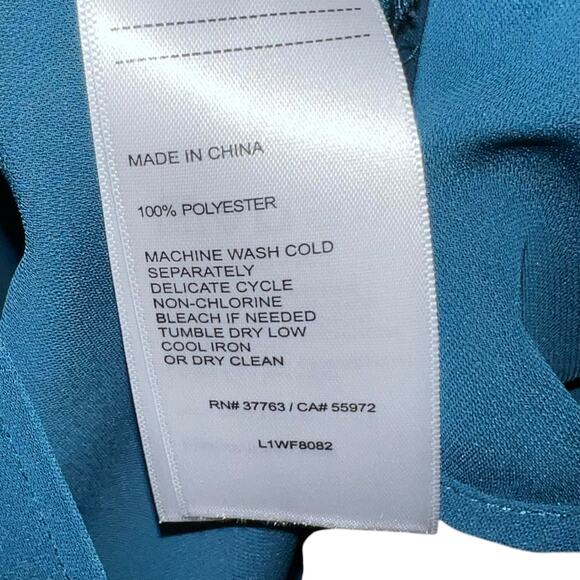 MADE IN CHINA
100% POLYESTER
MACHINE WASH COLD
SEPARATELY
DELICATE CYCLE
NON-CHLORINE
BLEACH IF NEEDED
TUMBLE DRY LOW
COOL IRON
OR DRY CLEAN
RN# 37763 / CA# 55972
L1WF8082